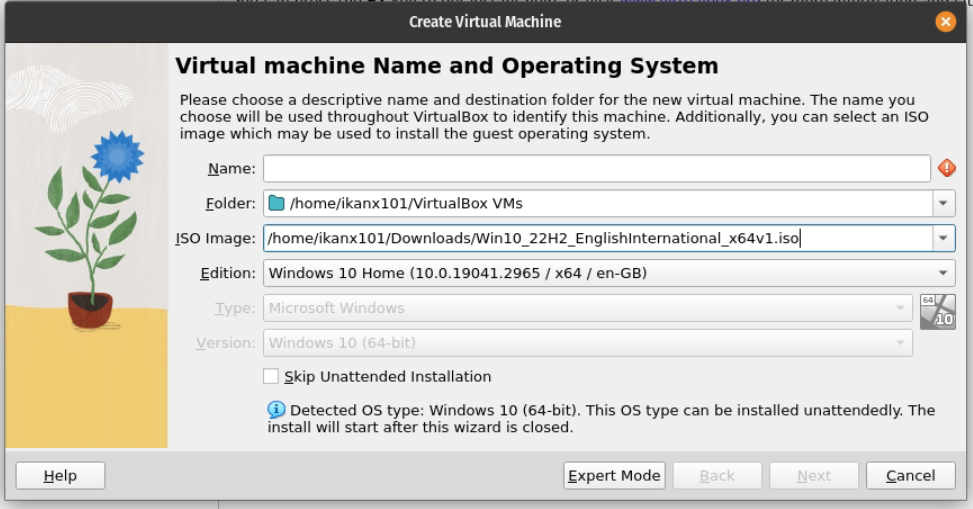 Create Virtual Machine
Virtual machine Name and Operating System
Please choose a descriptive name and destination folder for the new virtual machine. The name you
choose will be used throughout VirtualBox to identify this machine. Additionally, you can select an ISO
image which may be used to install the guest operating system.
Name:
Folder: /home/ikanx101/VirtualBox VMs
ISO Image: /home/ikanx101/Downloads/Win10_22H2_EnglishInternational_x64v1.iso
Edition: Windows 10 Home (10.0.19041.2965 / x64 / en-GB)
Type: Microsoft Windows
64
10
Version: Windows 10 (64-bit)
Skip Unattended Installation
Detected OS type: Windows 10 (64-bit). This OS type can be installed unattendedly. The
install will start after this wizard is closed.
Help Expert Mode Back Next Cancel